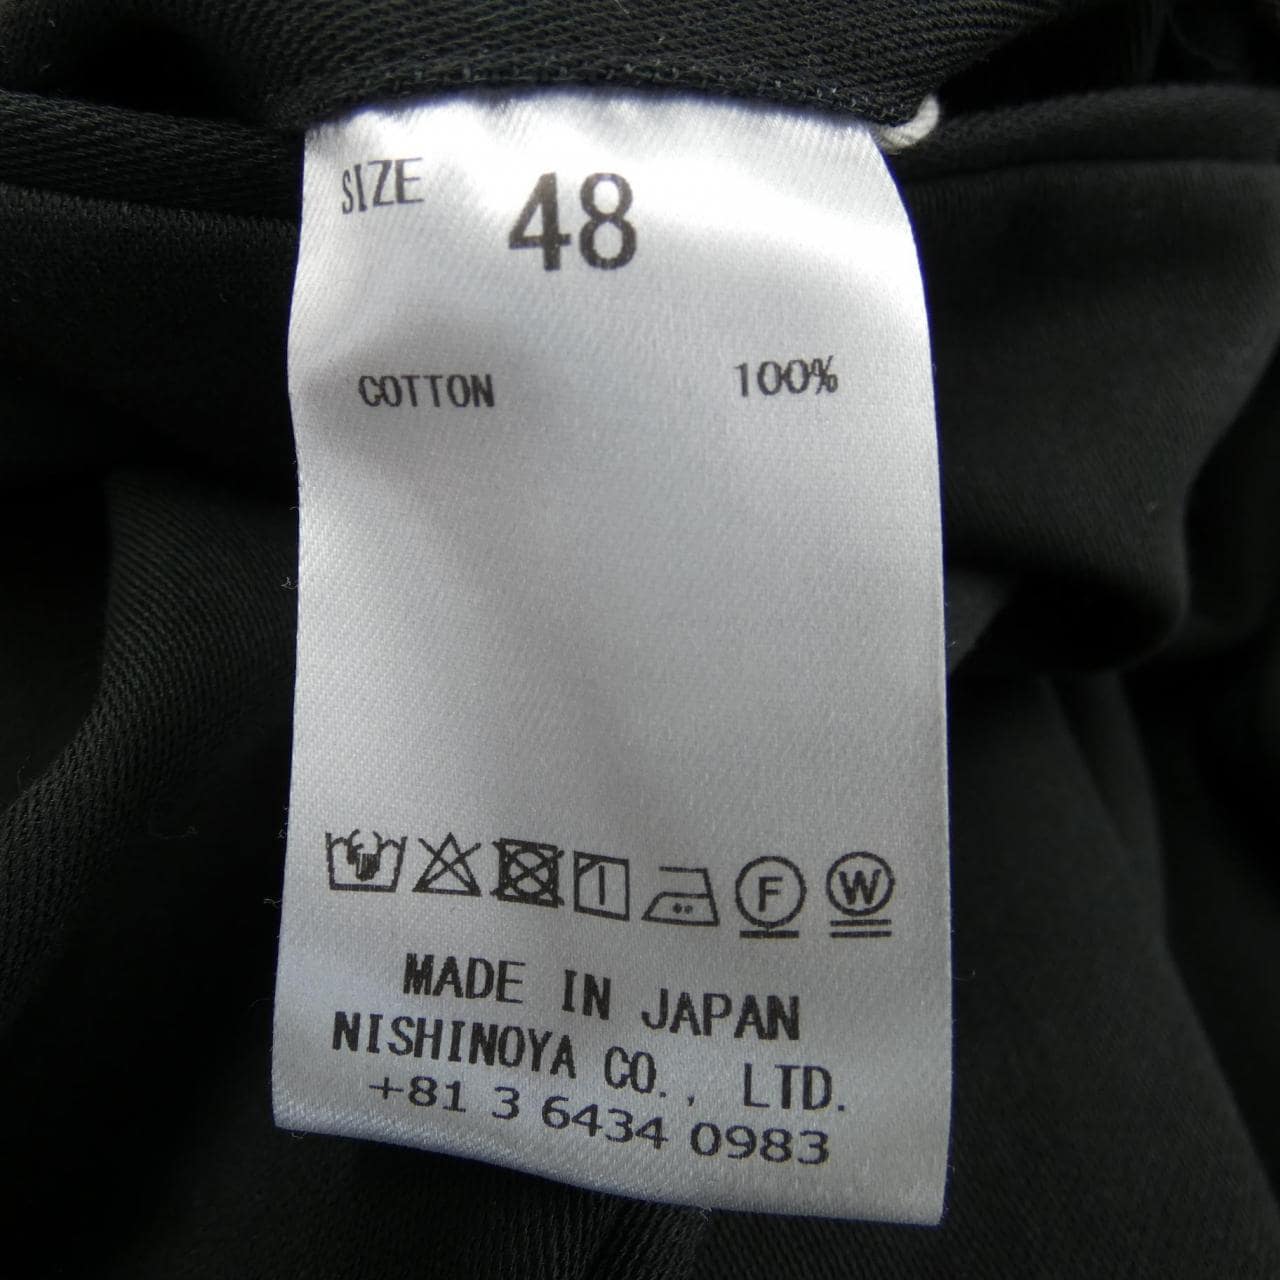 SIZE 48
COTTON 100%
F W
MADE IN JAPAN
NISHINOYA CO., LTD.
+81 3 6434 0983